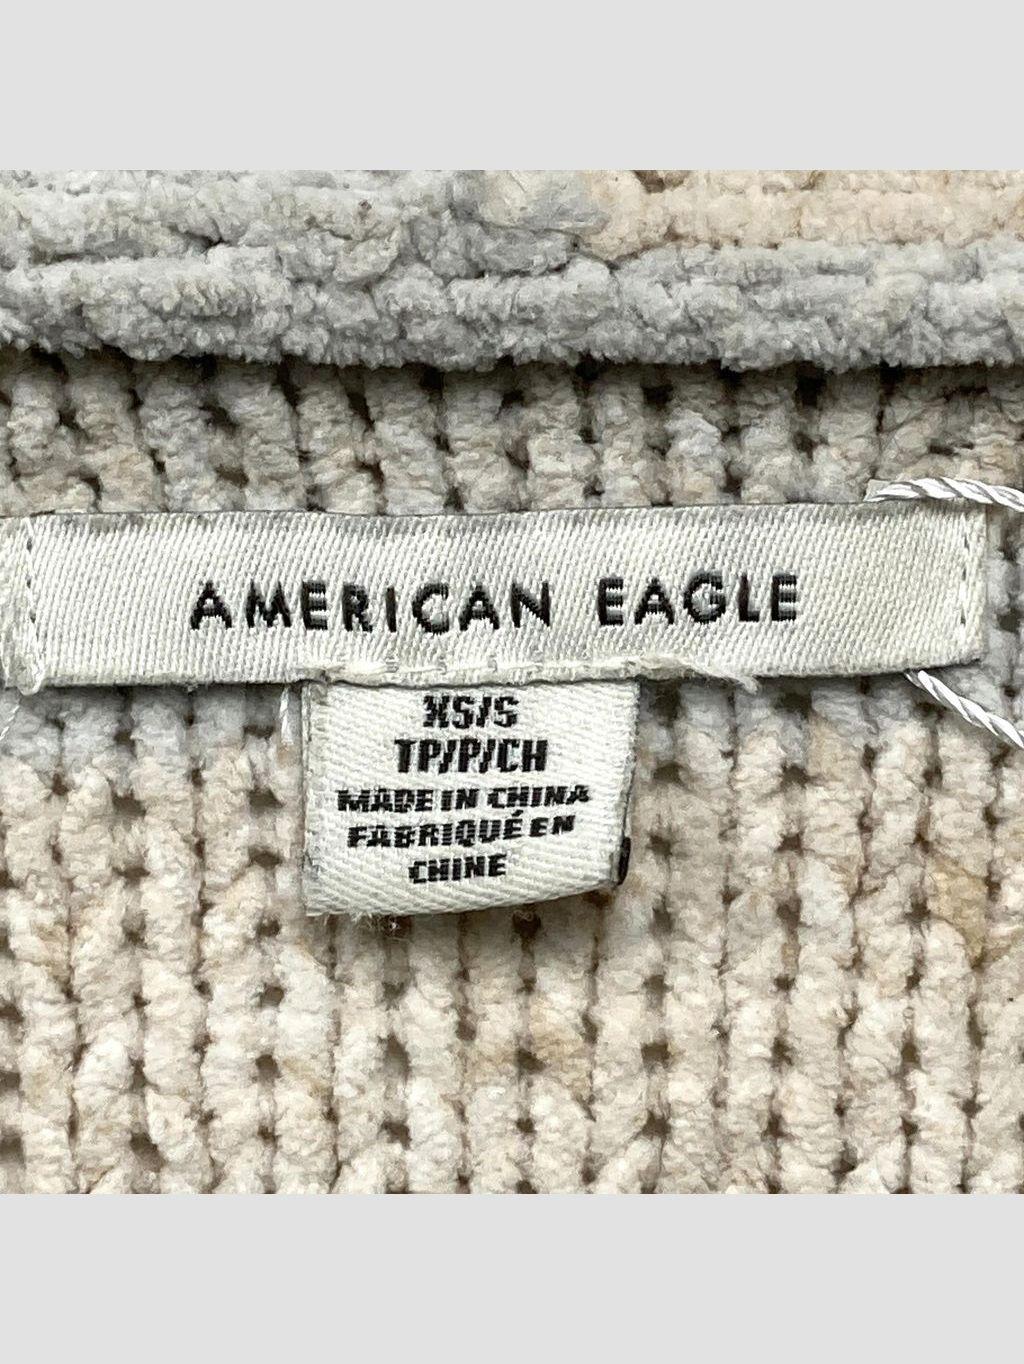 AMERICAN EAGLE
XS/S
TP/P/CH
MADE IN CHINA
FABRIQUÉ EN
CHINE